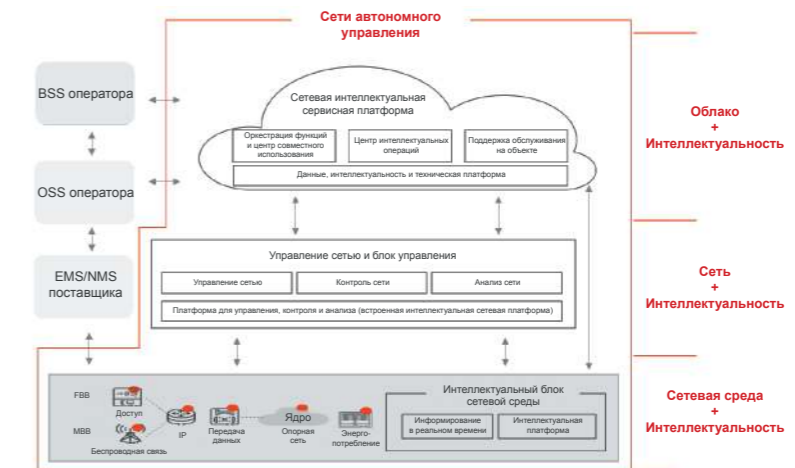 Сети автономного
управления
BSS оператора
OSS оператора
EMS/NMS
поставщика
Сетевая интеллектуальная
сервисная платформа
Оркестрация функций
и центр совместного
использования
Центр интеллектуальных
операций
Поддержка обслуживания
на объекте
Данные, интеллектуальность и техническая платформа
Облако
+
Интеллектуальность
Управление сетью и блок управления
Управление сетью
Контроль сети
Анализ сети
Платформа для управления, контроля и анализа (встроенная интеллектуальная сетевая платформа)
Сеть
+
Интеллектуальность
FBB
Доступ
MBB
Беспроводная связь
IP
Передача
данных
Ядро
Опорная
сеть
Энерго-
потребление
Интеллектуальный блок
сетевой среды
Информирование
в реальном времени
Интеллектуальная
платформа
Сетевая среда
+
Интеллектуальность